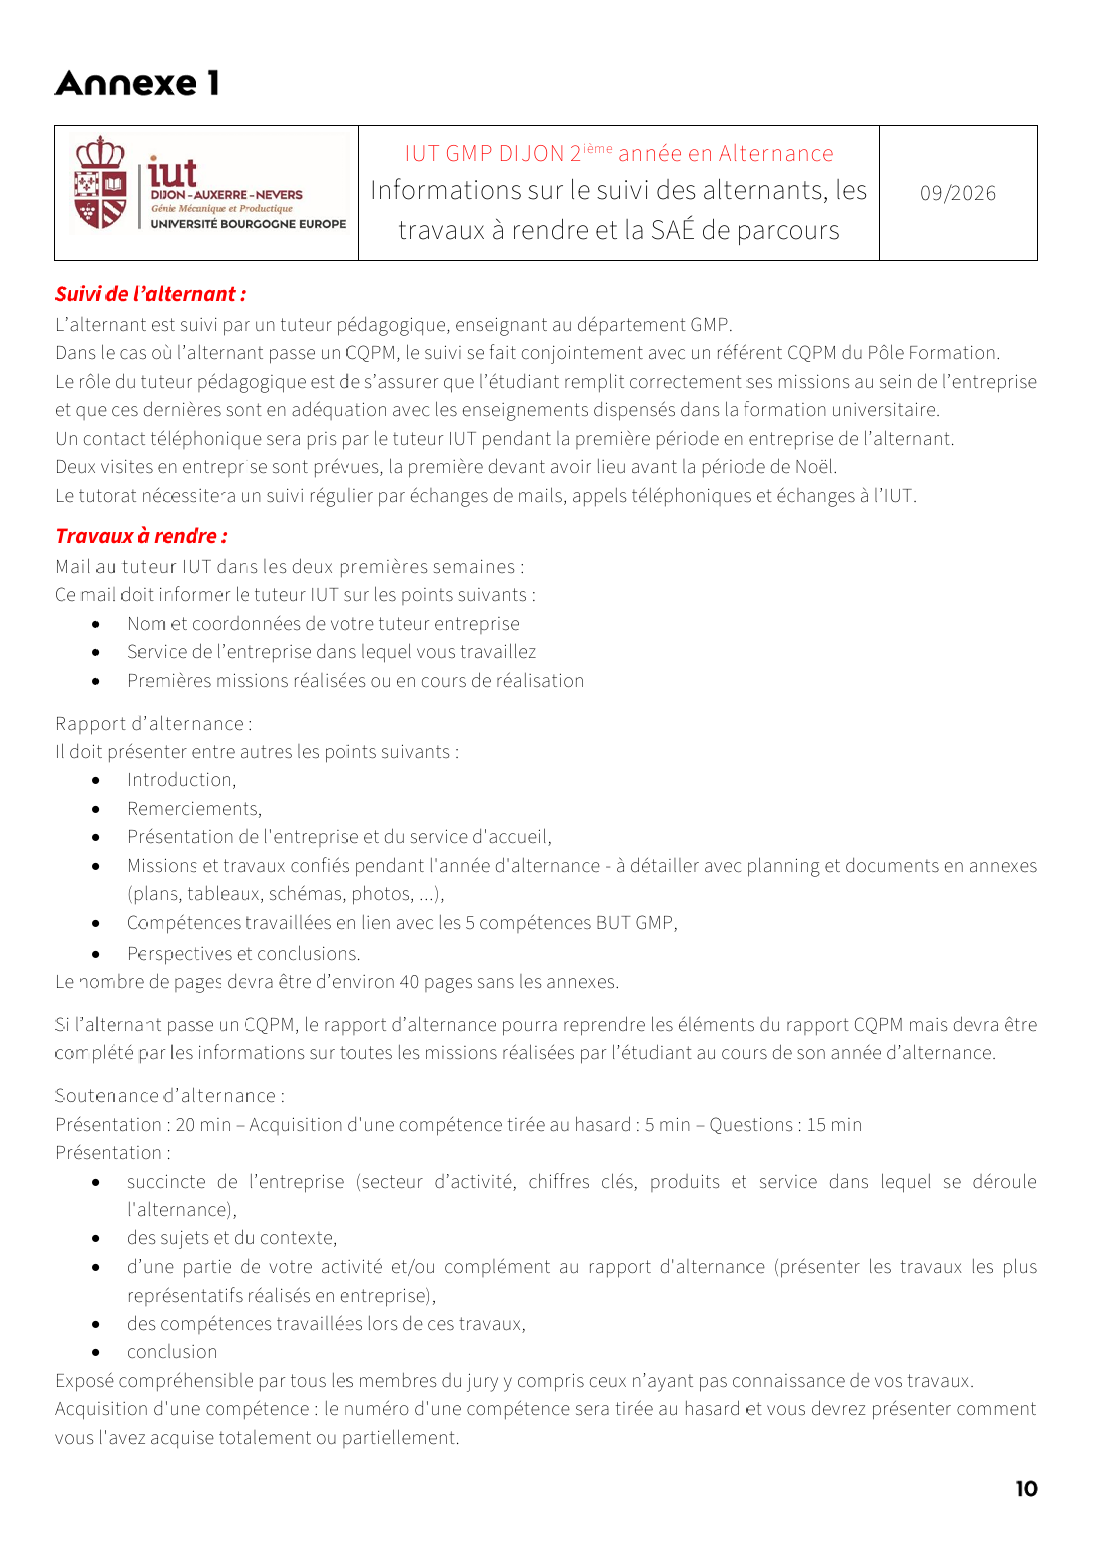 Annexe 1
iut
DIJON - AUXERRE - NEVERS
Génie Mécanique et Productique
UNIVERSITÉ BOURGOGNE EUROPE
IUT GMP DIJON 2ième année en Alternance
Informations sur le suivi des alternants, les
travaux à rendre et la SAÉ de parcours
09/2026
Suivi de l’alternant :
L’alternant est suivi par un tuteur pédagogique, enseignant au département GMP.
Dans le cas où l’alternant passe un CQPM, le suivi se fait conjointement avec un référent CQPM du Pôle Formation.
Le rôle du tuteur pédagogique est de s’assurer que l’étudiant remplit correctement ses missions au sein de l’entreprise
et que ces dernières sont en adéquation avec les enseignements dispensés dans la formation universitaire.
Un contact téléphonique sera pris par le tuteur IUT pendant la première période en entreprise de l’alternant.
Deux visites en entreprise sont prévues, la première devant avoir lieu avant la période de Noël.
Le tutorat nécessitera un suivi régulier par échanges de mails, appels téléphoniques et échanges à l’IUT.
Travaux à rendre :
Mail au tuteur IUT dans les deux premières semaines :
Ce mail doit informer le tuteur IUT sur les points suivants :
• Nom et coordonnées de votre tuteur entreprise
• Service de l’entreprise dans lequel vous travaillez
• Premières missions réalisées ou en cours de réalisation
Rapport d’alternance :
Il doit présenter entre autres les points suivants :
• Introduction,
• Remerciements,
• Présentation de l'entreprise et du service d'accueil,
• Missions et travaux confiés pendant l'année d'alternance - à détailler avec planning et documents en annexes
(plans, tableaux, schémas, photos, ...),
• Compétences travaillées en lien avec les 5 compétences BUT GMP,
• Perspectives et conclusions.
Le nombre de pages devra être d’environ 40 pages sans les annexes.
Si l’alternant passe un CQPM, le rapport d’alternance pourra reprendre les éléments du rapport CQPM mais devra être
complété par les informations sur toutes les missions réalisées par l’étudiant au cours de son année d’alternance.
Soutenance d’alternance :
Présentation : 20 min – Acquisition d'une compétence tirée au hasard : 5 min – Questions : 15 min
Présentation :
• succincte de l’entreprise (secteur d’activité, chiffres clés, produits et service dans lequel se déroule
l'alternance),
• des sujets et du contexte,
• d’une partie de votre activité et/ou complément au rapport d'alternance (présenter les travaux les plus
représentatifs réalisés en entreprise),
• des compétences travaillées lors de ces travaux,
• conclusion
Exposé compréhensible par tous les membres du jury y compris ceux n’ayant pas connaissance de vos travaux.
Acquisition d'une compétence : le numéro d'une compétence sera tirée au hasard et vous devrez présenter comment
vous l'avez acquise totalement ou partiellement.
10